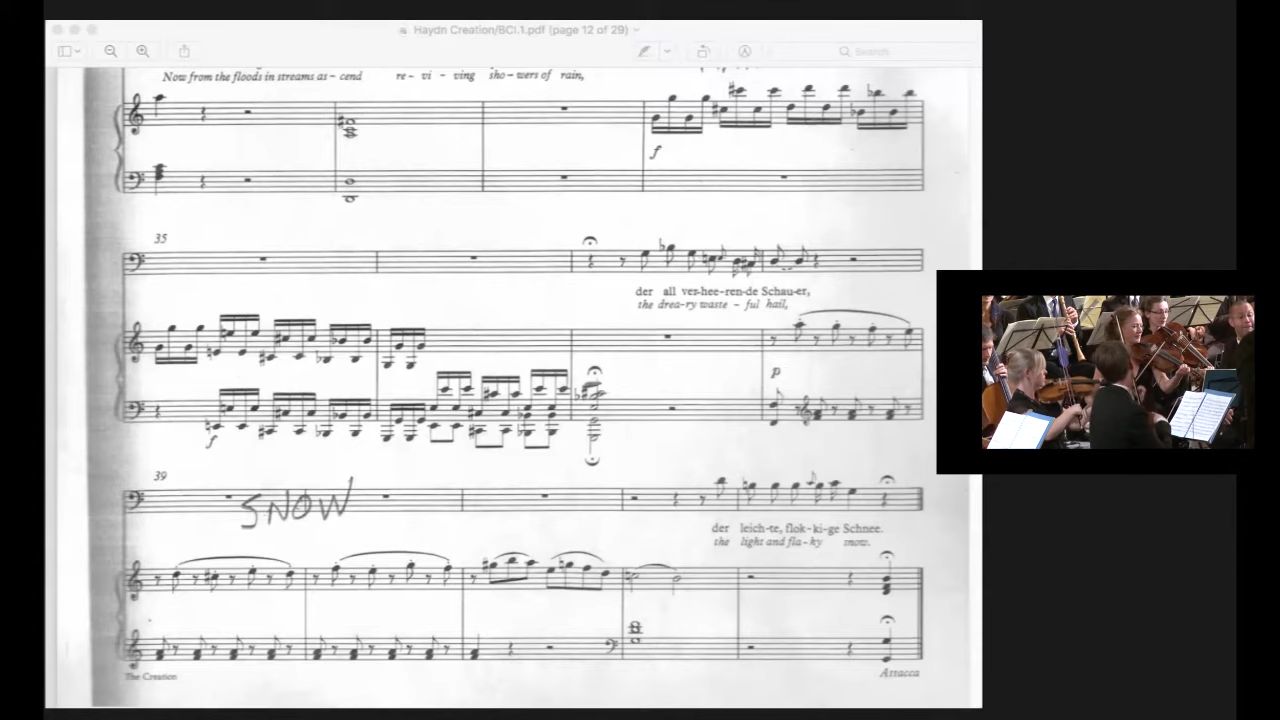 Haydn Creation/BCI.1.pdf (page 12 of 29)
Search
Now from the floods in streams as- cend re- vi- ving sho-wers of rain,
f
35
der all ver-hee-ren-de Schau-er,
the drea-ry waste - ful hail,
p
f
39
SNOW
der leich-te, flok-ki-ge Schnee.
the light and fla-ky snow.
The Creation
Attacca